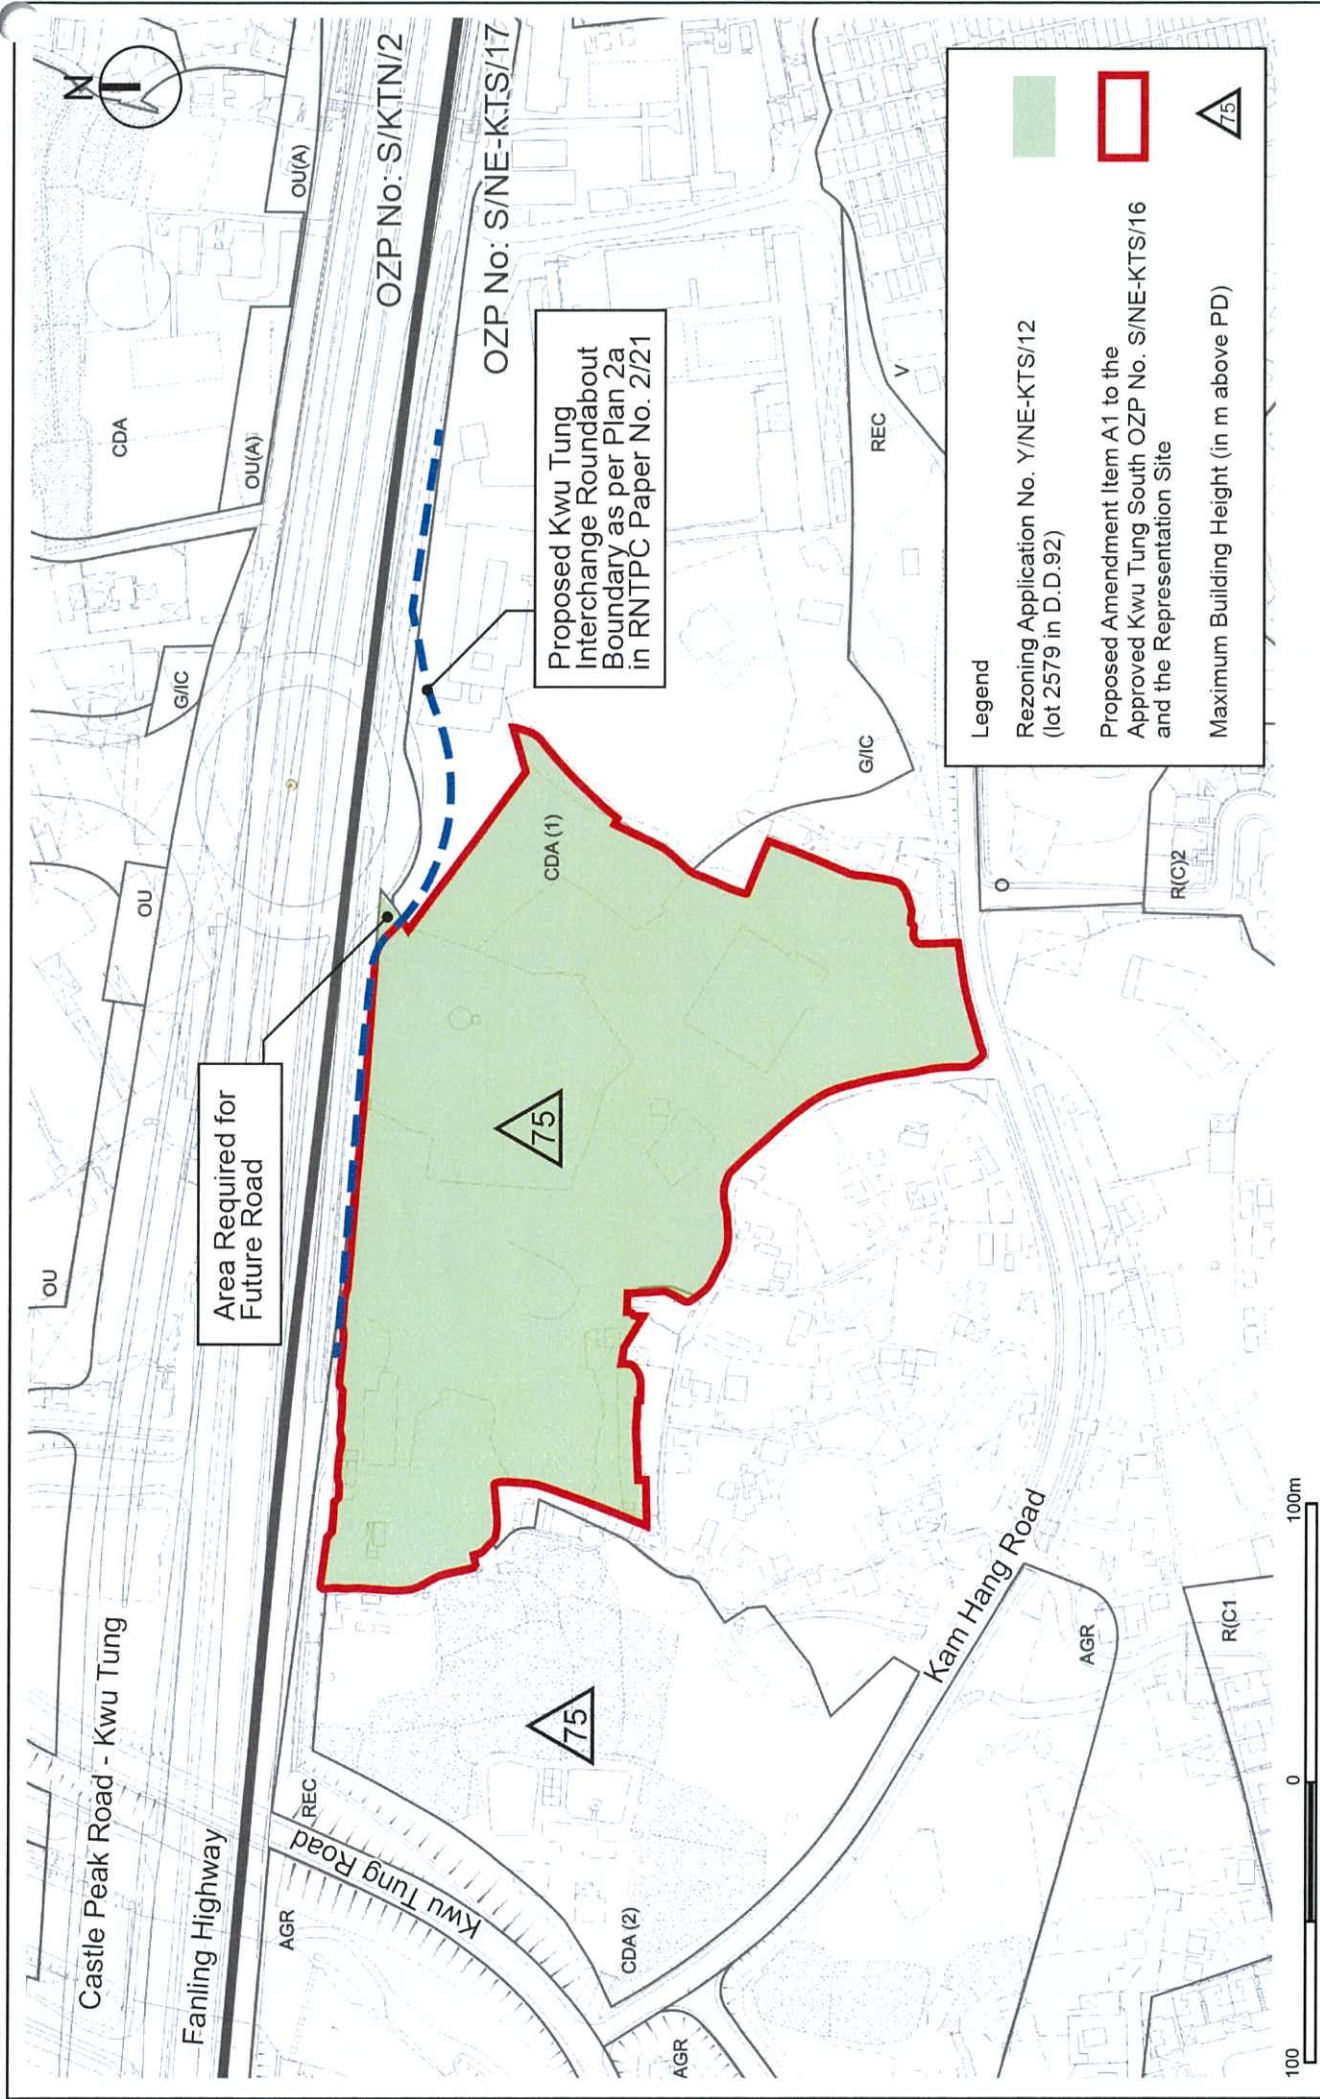 N
Castle Peak Road - Kwu Tung
Fanling Highway
OU
OU
G/IC
CDA
OU(A)
OU(A)
OZP No: S/KTN/2
OZP No: S/NE-KTS/17
Area Required for
Future Road
Proposed Kwu Tung
Interchange Roundabout
Boundary as per Plan 2a
in RNTPC Paper No. 2/21
AGR
REC
Kwu Tung Road
CDA (2)
75
75
CDA (1)
G/IC
REC
V
AGR
Kam Hang Road
AGR
R(C1
O
R(C)2
Legend
Rezoning Application No. Y/NE-KTS/12
(lot 2579 in D.D.92)
Proposed Amendment Item A1 to the
Approved Kwu Tung South OZP No. S/NE-KTS/16
and the Representation Site
Maximum Building Height (in m above PD)
75
100
0
100m